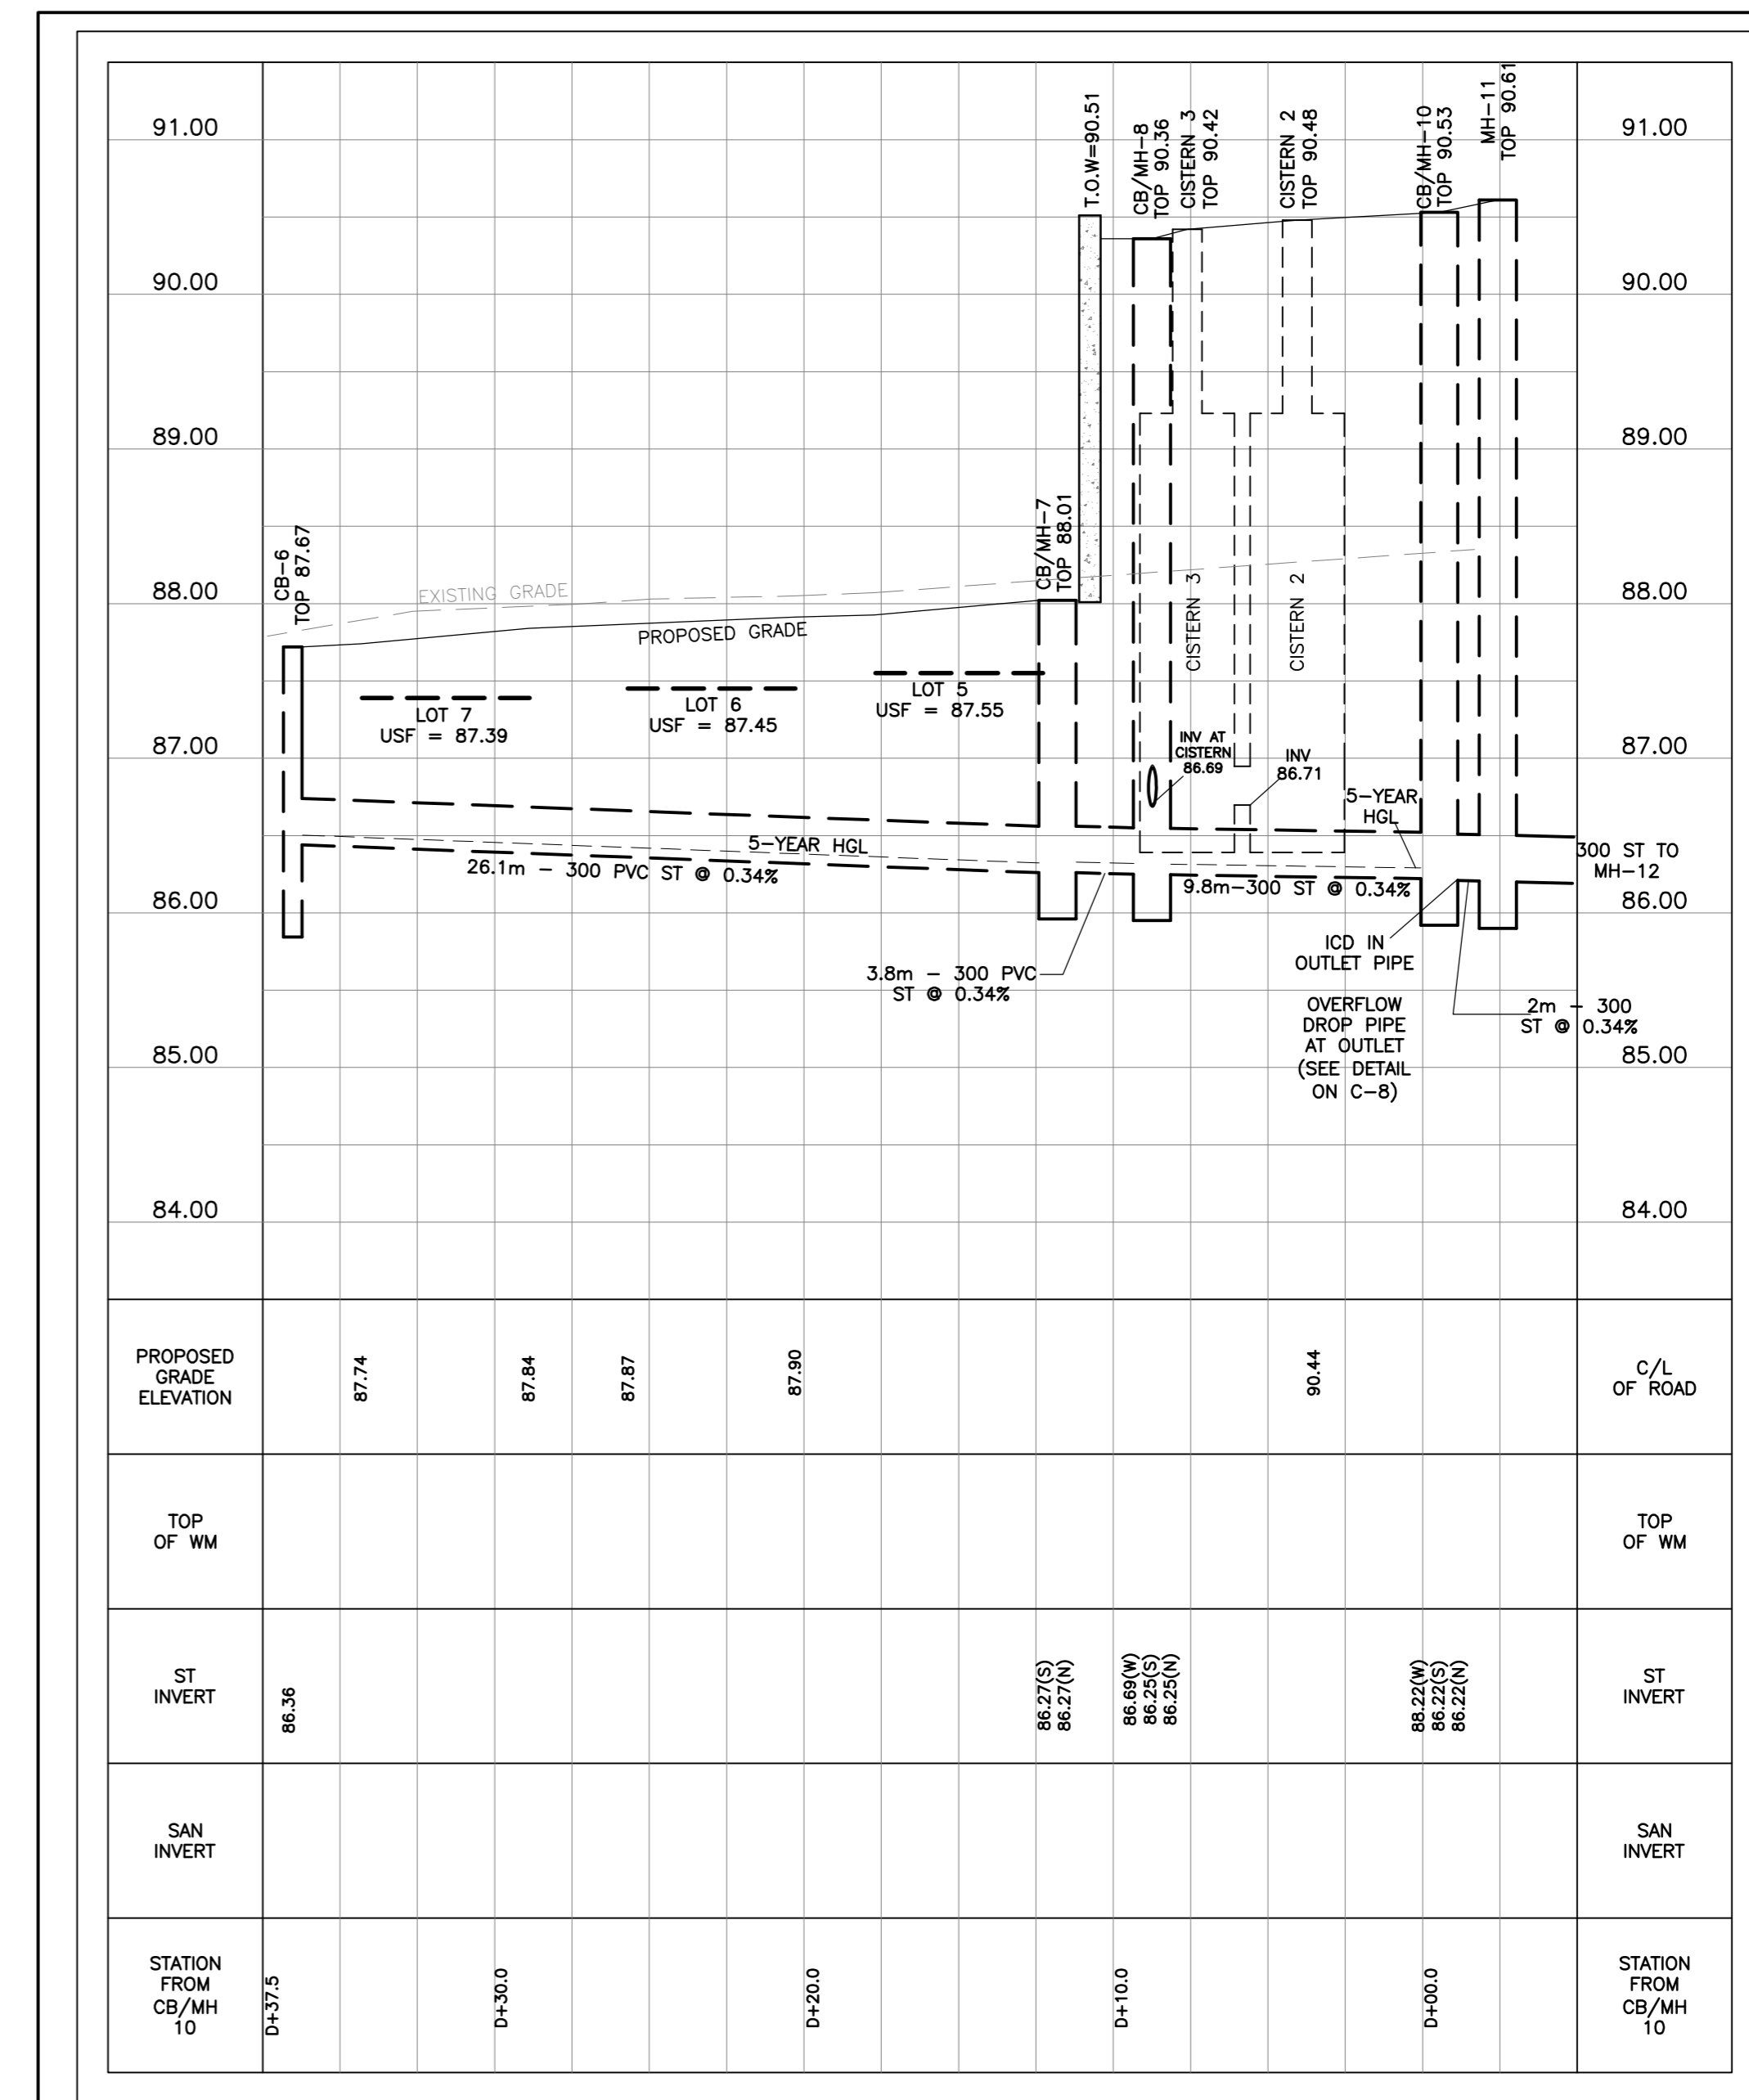 91.00
90.00
89.00
88.00
87.00
86.00
85.00
84.00
CB-6
TOP 87.67
EXISTING GRADE
PROPOSED GRADE
LOT 7
USF = 87.39
LOT 6
USF = 87.45
LOT 5
USF = 87.55
CB/MH-7
TOP 88.01
T.O.W=90.51
CB/MH-8
TOP 90.36
CISTERN 3
TOP 90.42
CISTERN 2
TOP 90.48
CB/MH-10
TOP 90.53
MH-11
TOP 90.61
CISTERN 3
CISTERN 2
INV AT
CISTERN
86.69
INV
86.71
5-YEAR
HGL
5-YEAR HGL
26.1m - 300 PVC ST @ 0.34%
9.8m-300 ST @ 0.34%
300 ST TO
MH-12
3.8m - 300 PVC
ST @ 0.34%
ICD IN
OUTLET PIPE
OVERFLOW
DROP PIPE
AT OUTLET
(SEE DETAIL
ON C-8)
2m - 300
ST @ 0.34%
91.00
90.00
89.00
88.00
87.00
86.00
85.00
84.00
PROPOSED
GRADE
ELEVATION
87.74
87.84
87.87
87.90
90.44
C/L
OF ROAD
TOP
OF WM
TOP
OF WM
ST
INVERT
86.36
86.27(S)
86.27(N)
86.69(W)
86.25(S)
86.25(N)
88.22(W)
86.22(S)
86.22(N)
ST
INVERT
SAN
INVERT
SAN
INVERT
STATION
FROM
CB/MH
10
D+37.5
D+30.0
D+20.0
D+10.0
D+00.0
STATION
FROM
CB/MH
10